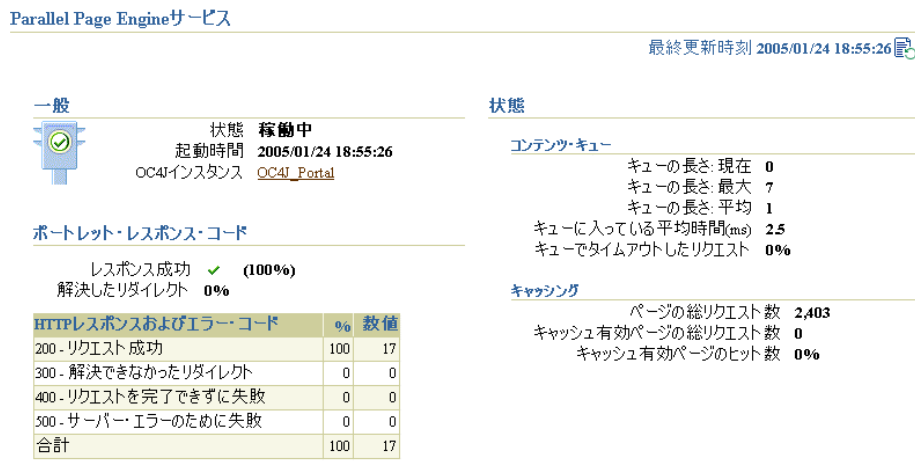 Parallel Page Engineサービス
最終更新時刻 2005/01/24 18:55:26
一般
状態 稼働中
起動時間 2005/01/24 18:55:26
OC4Jインスタンス OC4J_Portal
ポートレット・レスポンス・コード
レスポンス成功 (100%)
解決したリダイレクト 0%
HTTPレスポンスおよびエラー・コード % 数値
200 - リクエスト成功 100 17
300 - 解決できなかったリダイレクト 0 0
400 - リクエストを完了できずに失敗 0 0
500 - サーバー・エラーのために失敗 0 0
合計 100 17
状態
コンテンツ・キュー
キューの長さ: 現在 0
キューの長さ: 最大 7
キューの長さ: 平均 1
キューに入っている平均時間(ms) 2.5
キューでタイムアウトしたリクエスト 0%
キャッシング
ページの総リクエスト数 2,403
キャッシュ有効ページの総リクエスト数 0
キャッシュ有効ページのヒット数 0%